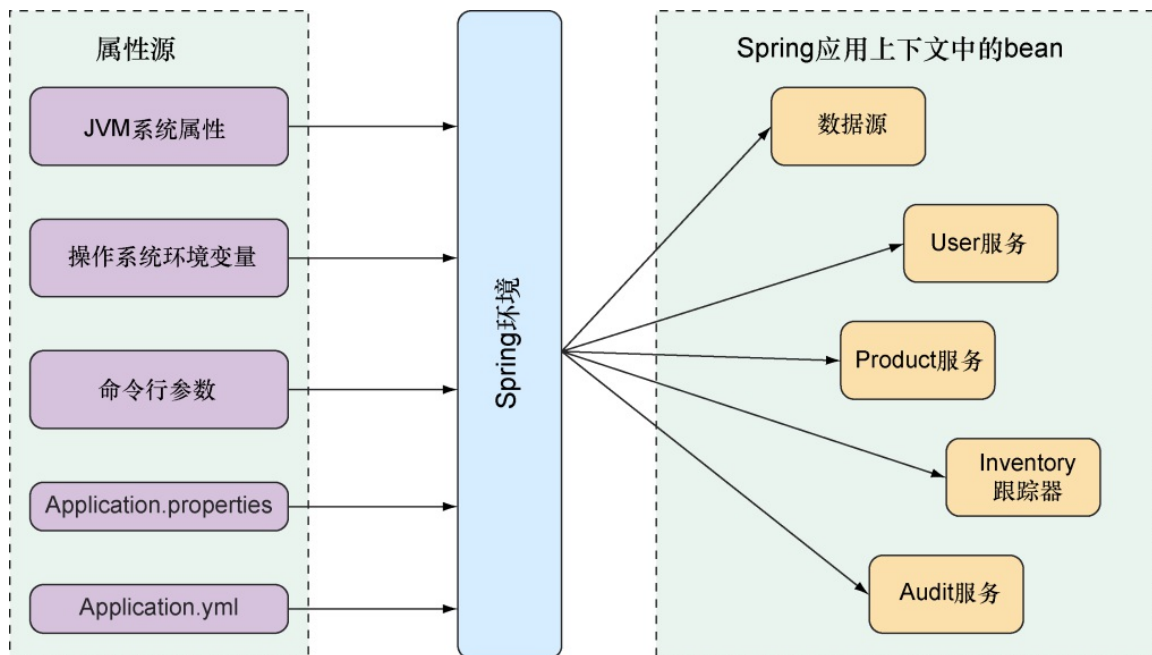 属性源
JVM系统属性
操作系统环境变量
命令行参数
Application.properties
Application.yml
Spring环境
Spring应用上下文中的bean
数据源
User服务
Product服务
Inventory
跟踪器
Audit服务